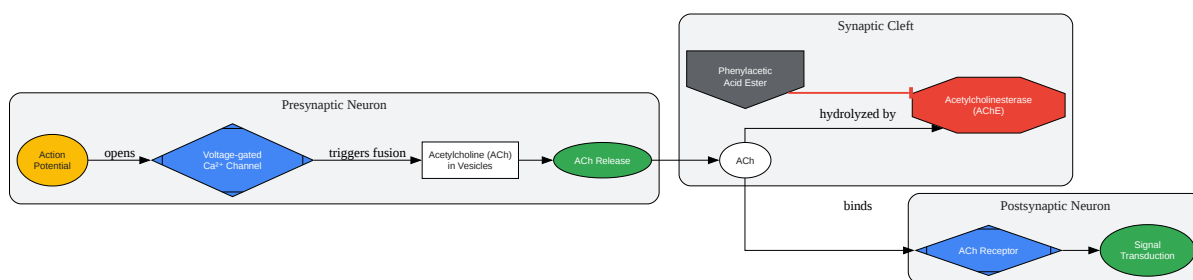 Synaptic Cleft
Phenylacetic
Acid Ester
Acetylcholinesterase
(AChE)
hydrolyzed by
Presynaptic Neuron
Action
Potential
opens
Voltage-gated
Ca²⁺ Channel
triggers fusion
Acetylcholine (ACh)
in Vesicles
ACh Release
ACh
binds
Postsynaptic Neuron
ACh Receptor
Signal
Transduction